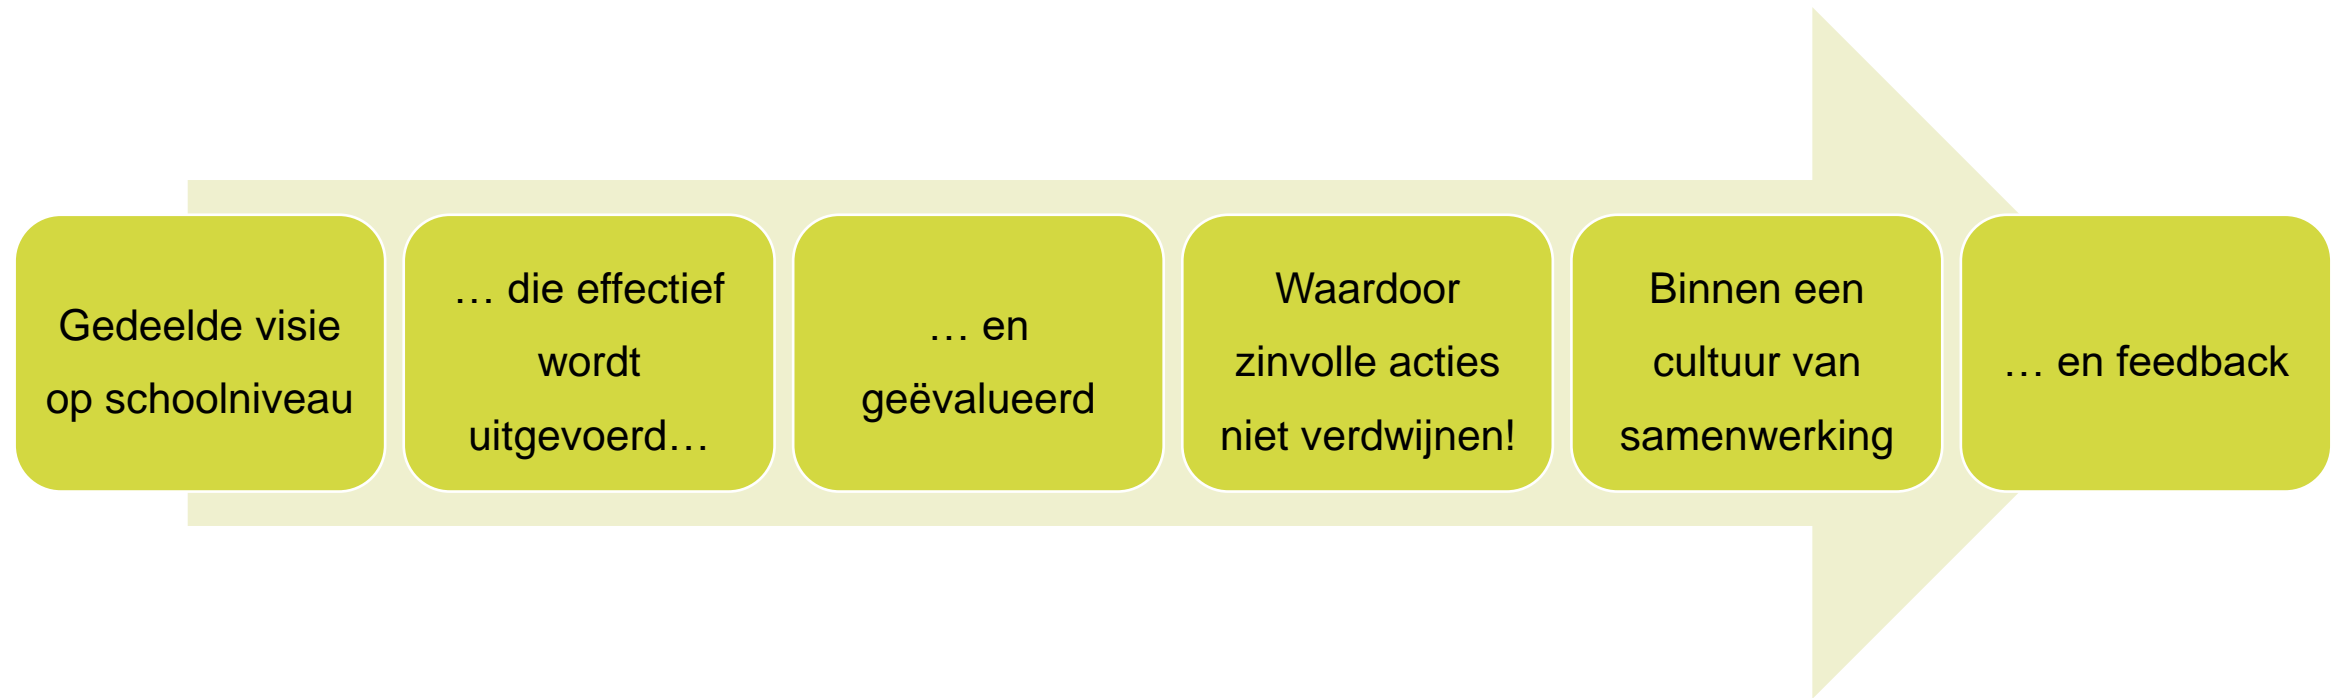 Gedeelde visie
op schoolniveau
… die effectief
wordt
uitgevoerd…
… en
geëvalueerd
Waardoor
zinvolle acties
niet verdwijnen!
Binnen een
cultuur van
samenwerking
… en feedback